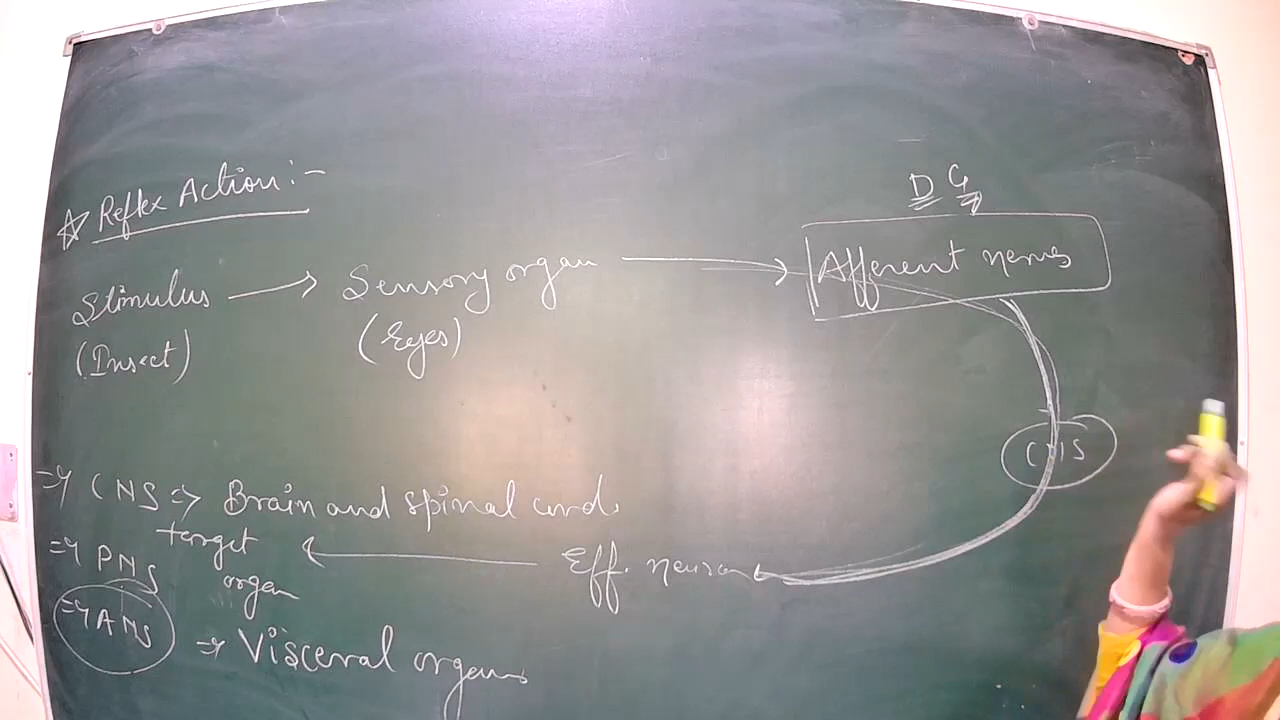 ☆ Reflex Action :-
D G
Stimulus → Sensory organ → Afferent nerves
(Insect) (Eyes)
CNS
⇒ CNS ⇒ Brain and spinal cord.
target organ ← Eff. neuron
⇒ PNS
⇒ ANS ⇒ Visceral organs